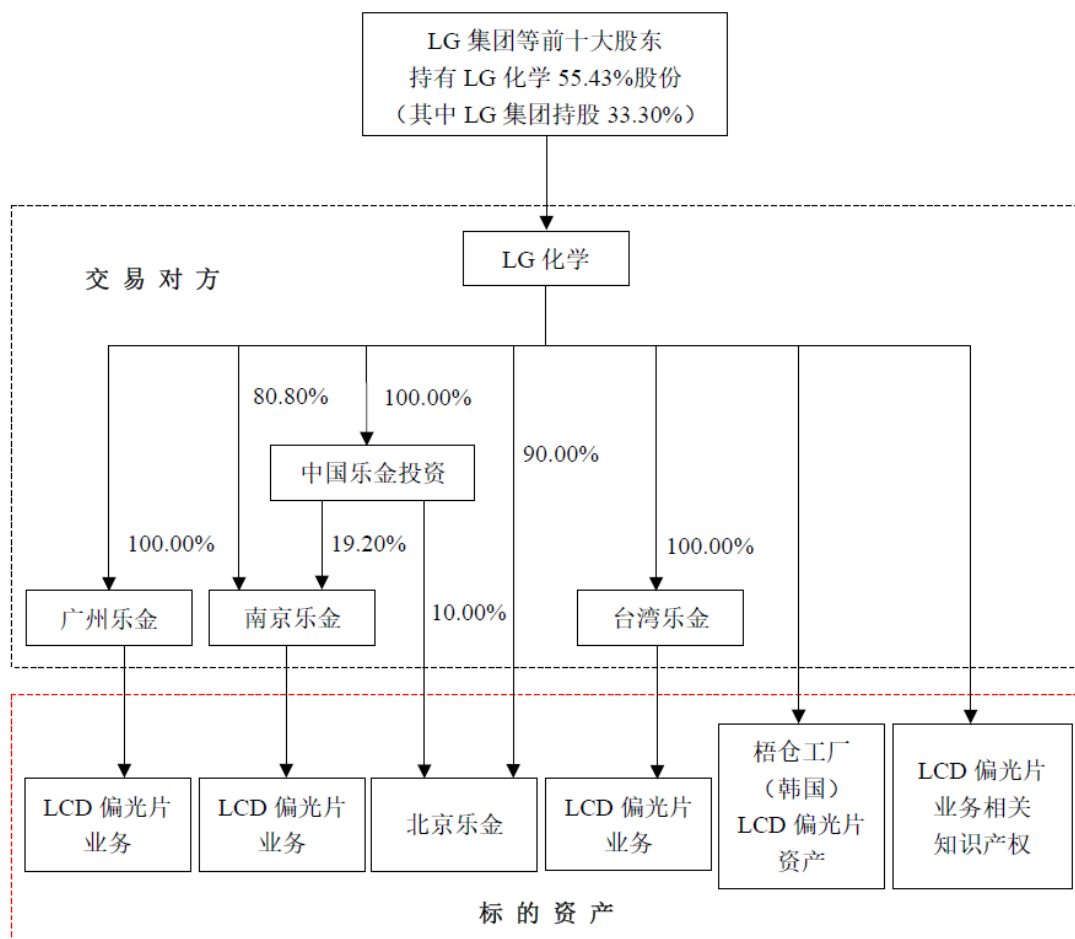 LG 集团等前十大股东
持有 LG 化学 55.43%股份
（其中 LG 集团持股 33.30%）
LG 化学
交 易 对 方
80.80%
100.00%
90.00%
中国乐金投资
100.00%
19.20%
100.00%
10.00%
广州乐金
南京乐金
台湾乐金
LCD 偏光片
业务
LCD 偏光片
业务
北京乐金
LCD 偏光片
业务
梧仓工厂
（韩国）
LCD 偏光片
资产
LCD 偏光片
业务相关
知识产权
标 的 资 产